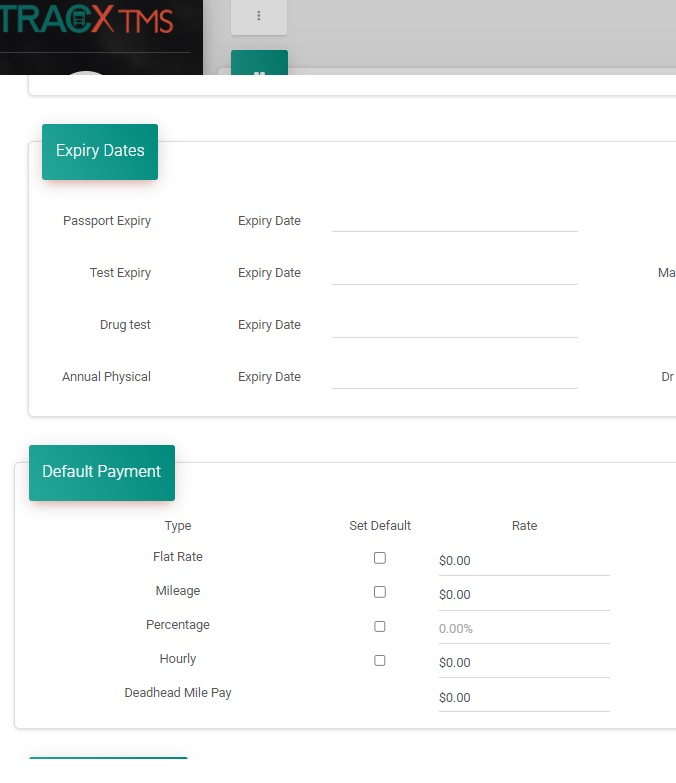 TRACX TMS
Expiry Dates
Passport Expiry Expiry Date
Test Expiry Expiry Date Ma
Drug test Expiry Date
Annual Physical Expiry Date Dr
Default Payment
Type Set Default Rate
Flat Rate $0.00
Mileage $0.00
Percentage 0.00%
Hourly $0.00
Deadhead Mile Pay $0.00